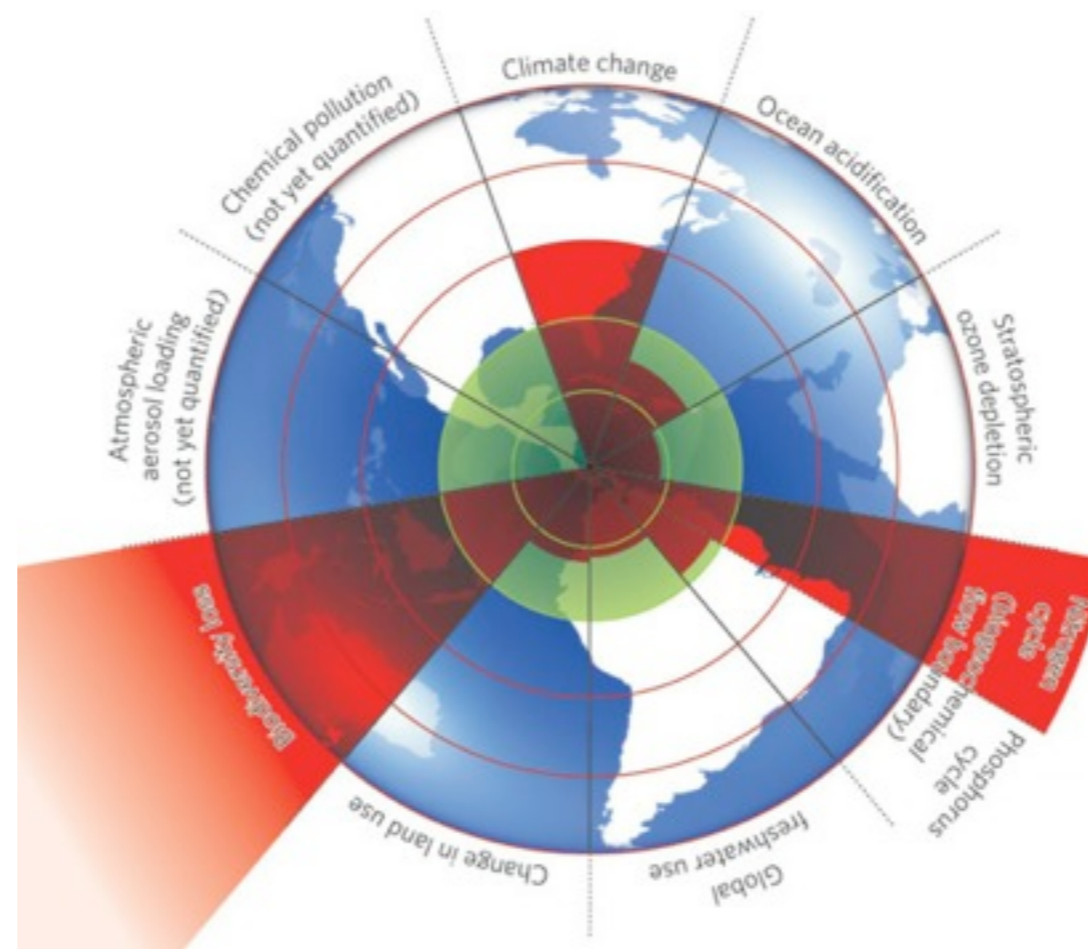 Climate change
Ocean acidification
Stratospheric
ozone depletion
Nitrogen
cycle
(biogeochemical
flow boundary)
Phosphorus
cycle
Global
freshwater use
Change in land use
Biodiversity loss
Atmospheric
aerosol loading
(not yet quantified)
Chemical pollution
(not yet quantified)